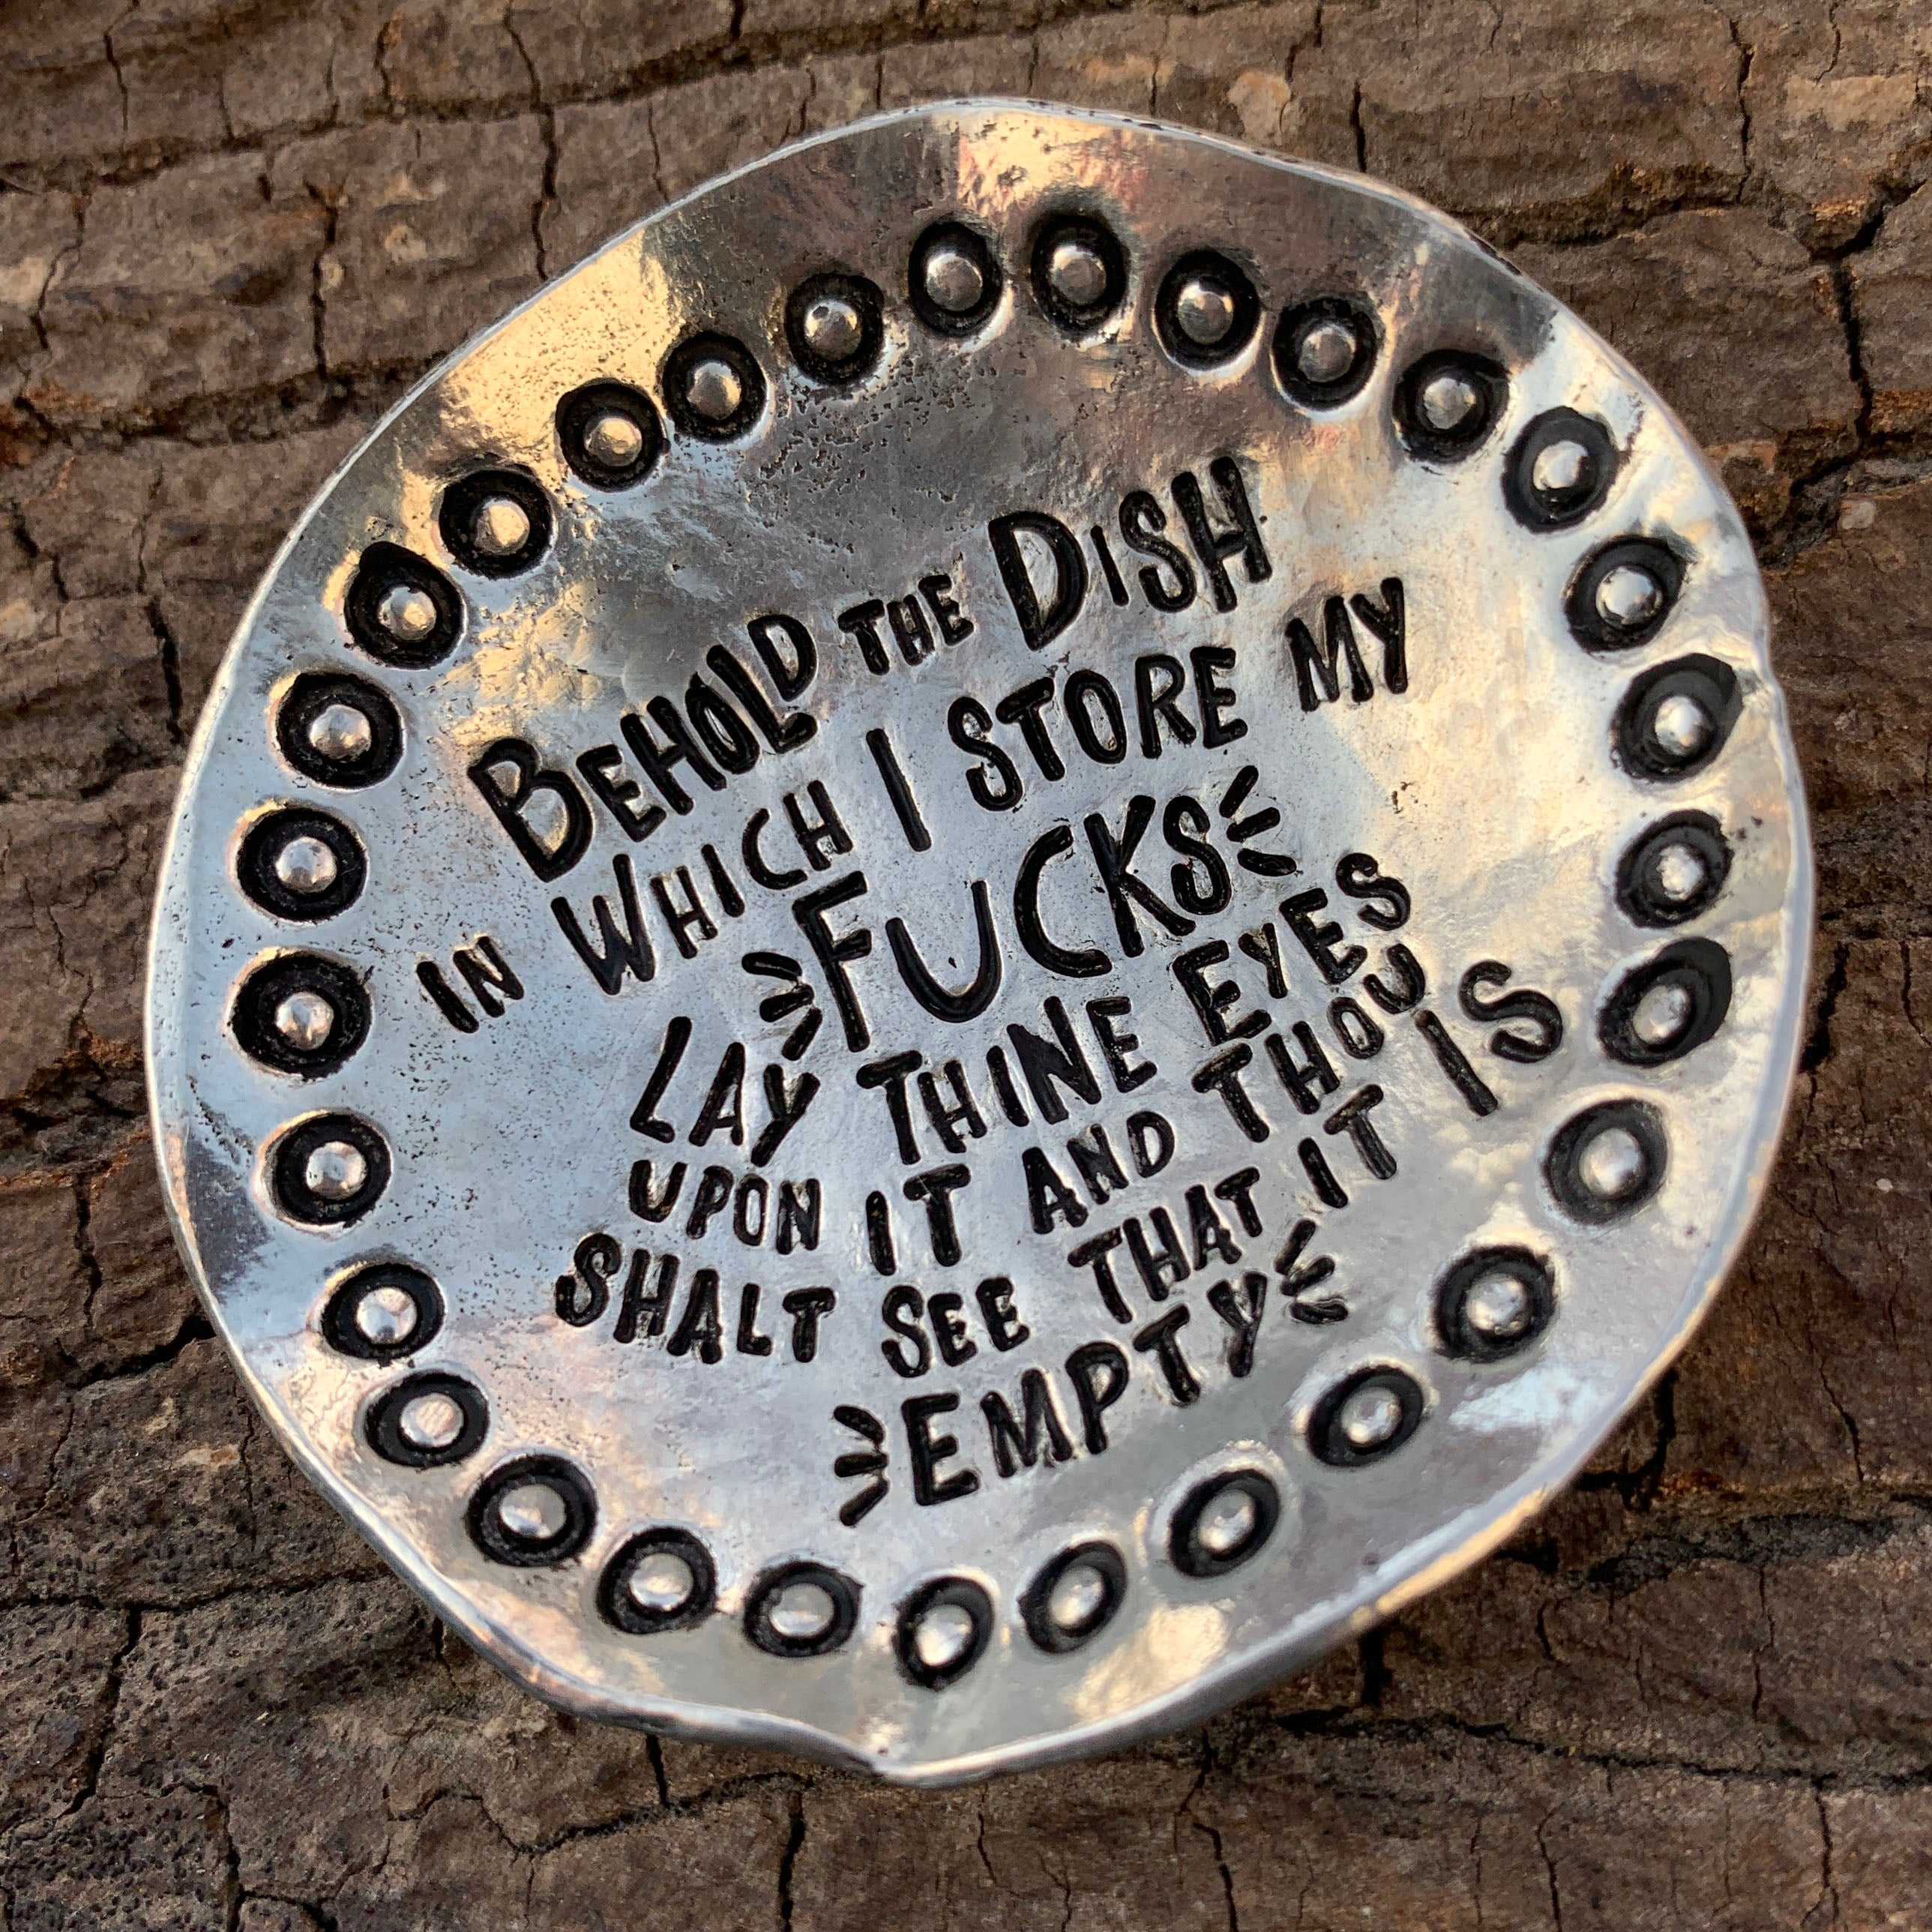 BEHOLD THE DISH
IN WHICH I STORE MY
FUCKS
LAY THINE EYES
UPON IT AND THOU
SHALT SEE THAT IT IS
EMPTY